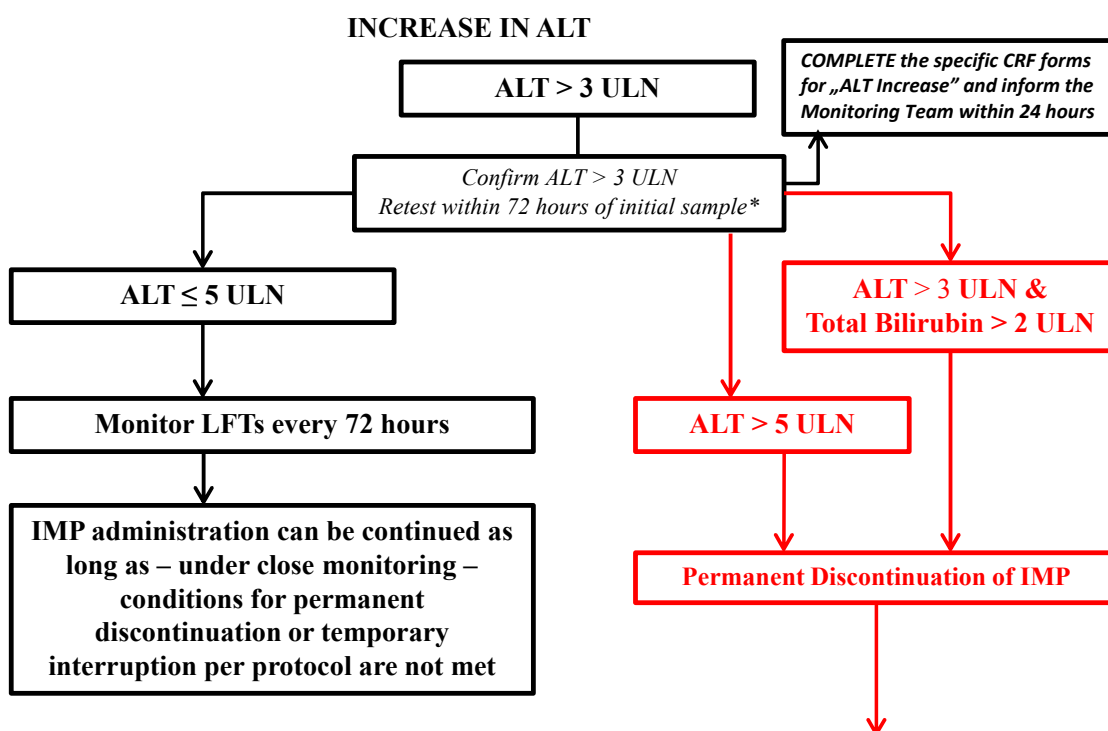 INCREASE IN ALT
ALT > 3 ULN
COMPLETE the specific CRF forms
for „ALT Increase” and inform the
Monitoring Team within 24 hours
Confirm ALT > 3 ULN
Retest within 72 hours of initial sample*
ALT ≤ 5 ULN
ALT > 3 ULN &
Total Bilirubin > 2 ULN
Monitor LFTs every 72 hours
ALT > 5 ULN
IMP administration can be continued as
long as – under close monitoring –
conditions for permanent
discontinuation or temporary
interruption per protocol are not met
Permanent Discontinuation of IMP